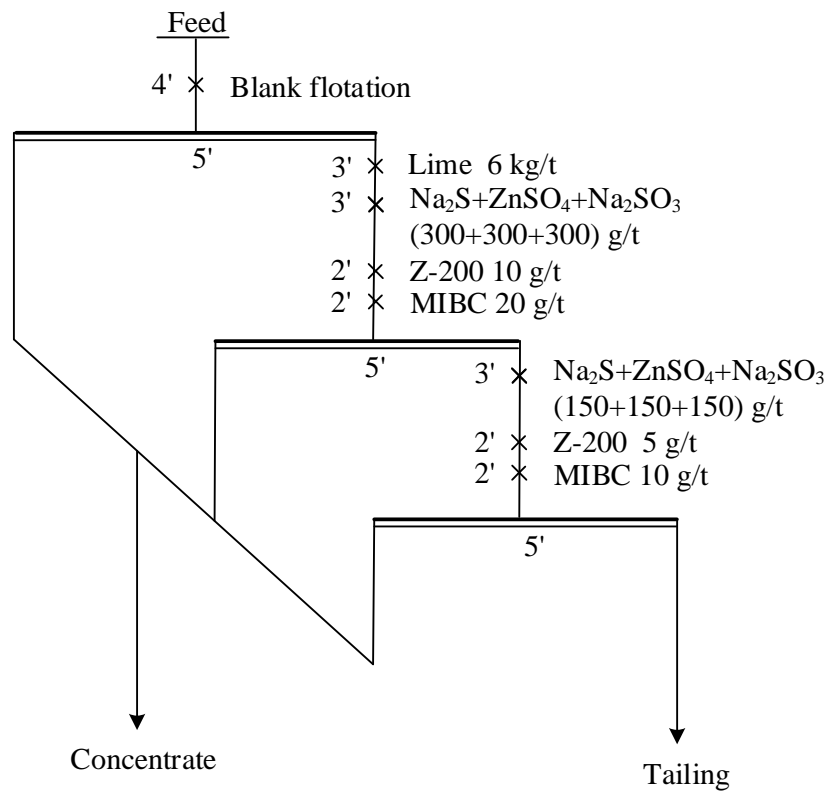 Feed
4' Blank flotation
5'
3' Lime 6 kg/t
3' Na₂S+ZnSO₄+Na₂SO₃
(300+300+300) g/t
2' Z-200 10 g/t
2' MIBC 20 g/t
5'
3' Na₂S+ZnSO₄+Na₂SO₃
(150+150+150) g/t
2' Z-200 5 g/t
2' MIBC 10 g/t
5'
Concentrate
Tailing